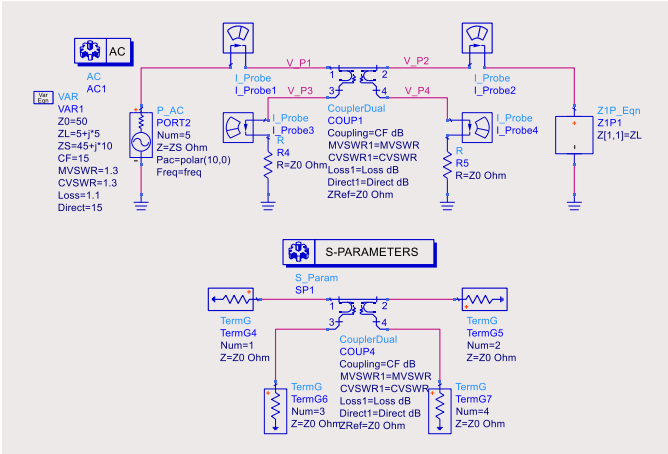 AC
AC
AC1
Var
Eqn
VAR
VAR1
Z0=50
ZL=5+j*5
ZS=45+j*10
CF=15
MVSWR=1.3
CVSWR=1.3
Loss=1.1
Direct=15
P_AC
PORT2
Num=5
Z=ZS Ohm
Pac=polar(10,0)
Freq=freq
I_Probe
I_Probe1
V_P1
V_P2
V_P3
V_P4
1
2
3
4
I_Probe
I_Probe2
I_Probe
I_Probe3
I_Probe
I_Probe4
R
R4
R=Z0 Ohm
CouplerDual
COUP1
Coupling=CF dB
MVSWR1=MVSWR
CVSWR1=CVSWR
Loss1=Loss dB
Direct1=Direct dB
ZRef=Z0 Ohm
R
R5
R=Z0 Ohm
Z1P_Eqn
Z1P1
Z[1,1]=ZL
S-PARAMETERS
S_Param
SP1
1
2
3
4
TermG
TermG4
Num=1
Z=Z0 Ohm
TermG
TermG5
Num=2
Z=Z0 Ohm
CouplerDual
COUP4
Coupling=CF dB
MVSWR1=MVSWR
CVSWR1=CVSWR
Loss1=Loss dB
Direct1=Direct dB
ZRef=Z0 Ohm
TermG
TermG6
Num=3
Z=Z0 Ohm
TermG
TermG7
Num=4
Z=Z0 Ohm